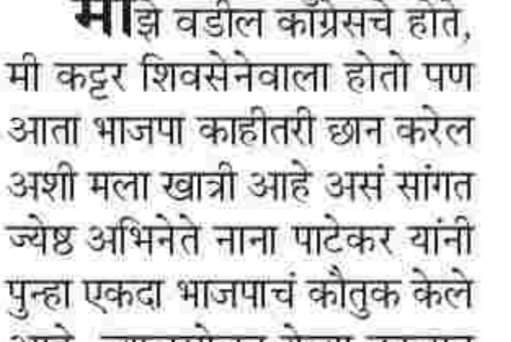 माझे वडील काँग्रेसचे होते,
मी कट्टर शिवसेनेवाला होतो पण
आता भाजपा काहीतरी छान करेल
अशी मला खात्री आहे असं सांगत
ज्येष्ठ अभिनेते नाना पाटेकर यांनी
पुन्हा एकदा भाजपाचं कौतुक केले